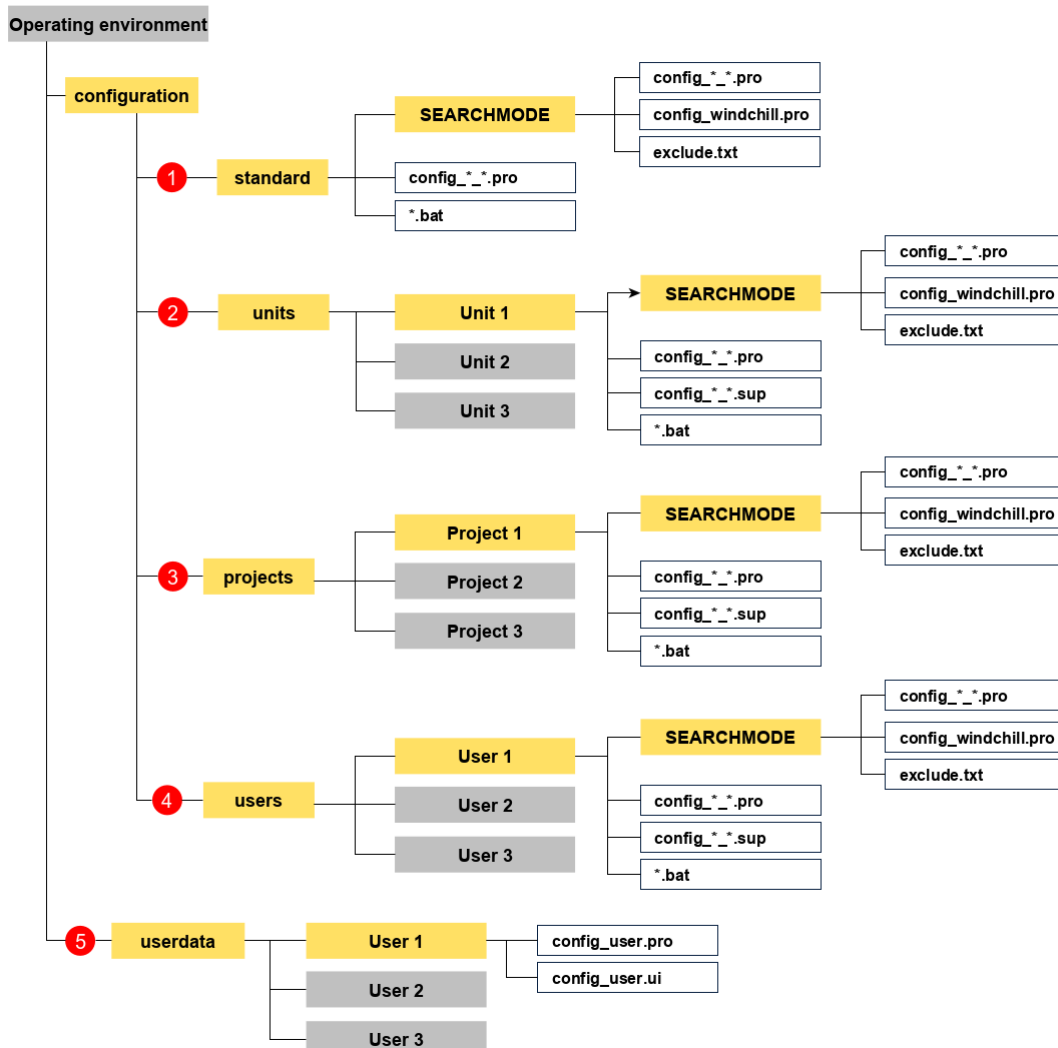 Operating environment
configuration
1
standard
SEARCHMODE
config_*_*.pro
config_windchill.pro
exclude.txt
config_*_*.pro
*.bat
2
units
Unit 1
Unit 2
Unit 3
SEARCHMODE
config_*_*.pro
config_windchill.pro
exclude.txt
config_*_*.pro
config_*_*.sup
*.bat
3
projects
Project 1
Project 2
Project 3
SEARCHMODE
config_*_*.pro
config_windchill.pro
exclude.txt
config_*_*.pro
config_*_*.sup
*.bat
4
users
User 1
User 2
User 3
SEARCHMODE
config_*_*.pro
config_windchill.pro
exclude.txt
config_*_*.pro
config_*_*.sup
*.bat
5
userdata
User 1
User 2
User 3
config_user.pro
config_user.ui